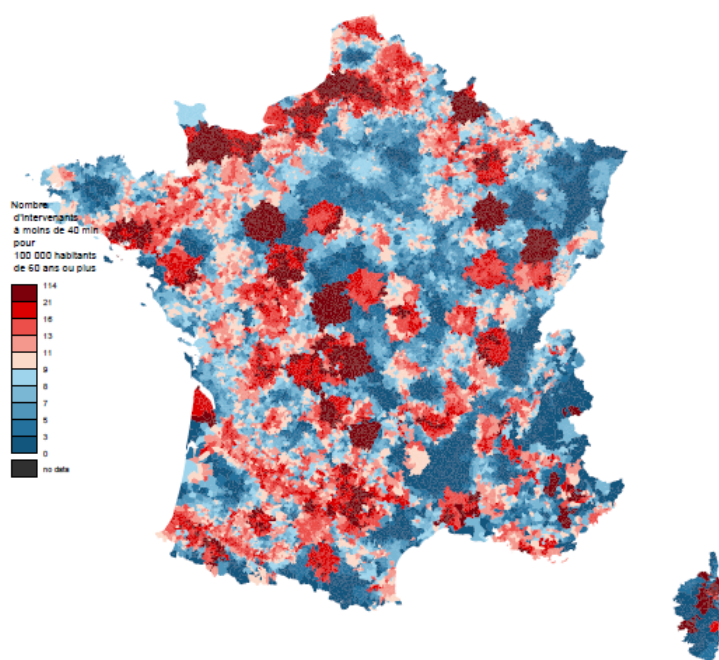 Nombre
d'intervenants
à moins de 40 min
pour
100 000 habitants
de 60 ans ou plus
114
21
16
13
11
9
8
7
5
3
0
no data